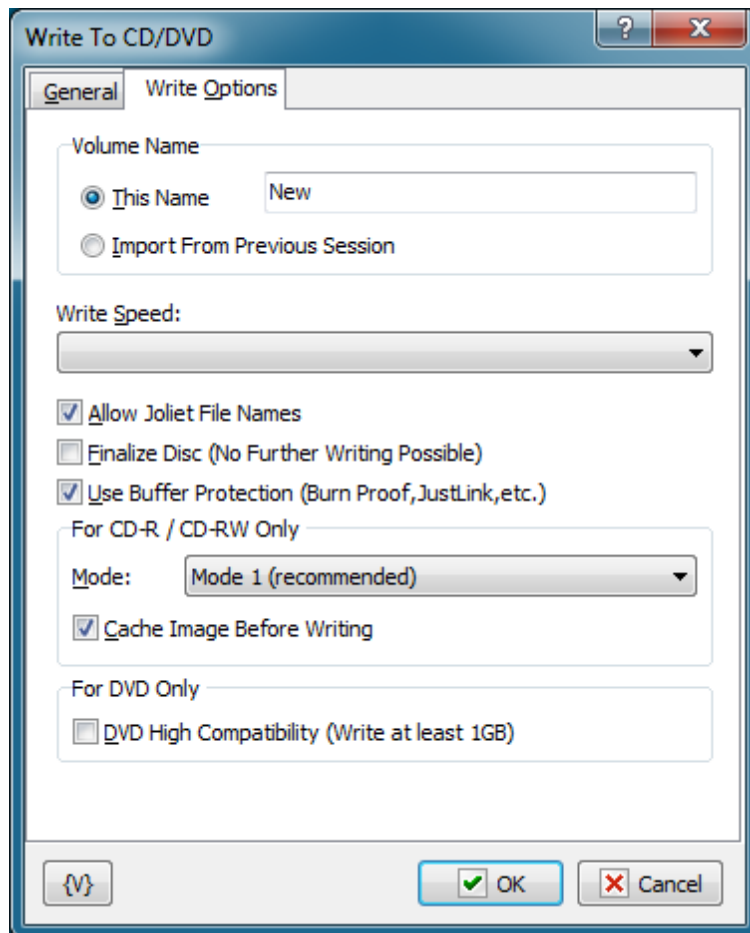 Write To CD/DVD
?
General
Write Options
Volume Name
This Name
New
Import From Previous Session
Write Speed:
Allow Joliet File Names
Finalize Disc (No Further Writing Possible)
Use Buffer Protection (Burn Proof,JustLink,etc.)
For CD-R / CD-RW Only
Mode:
Mode 1 (recommended)
Cache Image Before Writing
For DVD Only
DVD High Compatibility (Write at least 1GB)
{V}
OK
Cancel